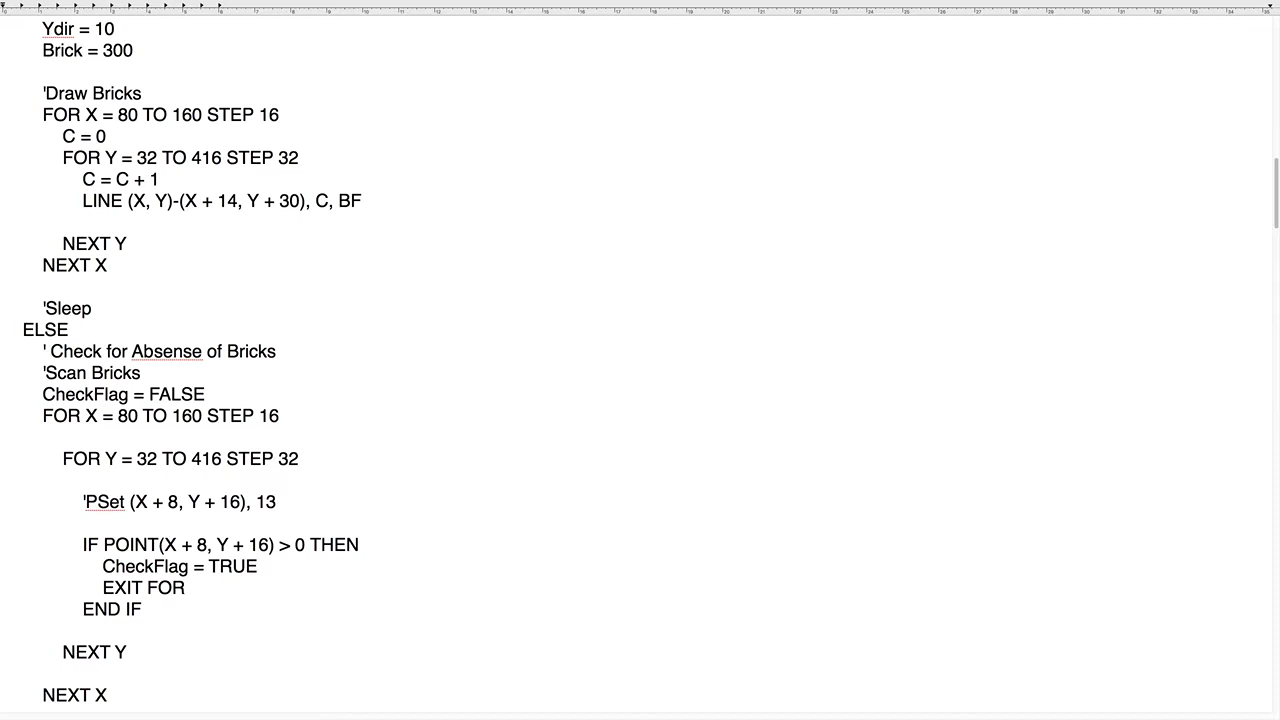 Ydir = 10
Brick = 300
'Draw Bricks
FOR X = 80 TO 160 STEP 16
C = 0
FOR Y = 32 TO 416 STEP 32
C = C + 1
LINE (X, Y)-(X + 14, Y + 30), C, BF
NEXT Y
NEXT X
'Sleep
ELSE
' Check for Absense of Bricks
'Scan Bricks
CheckFlag = FALSE
FOR X = 80 TO 160 STEP 16
FOR Y = 32 TO 416 STEP 32
'PSet (X + 8, Y + 16), 13
IF POINT(X + 8, Y + 16) > 0 THEN
CheckFlag = TRUE
EXIT FOR
END IF
NEXT Y
NEXT X